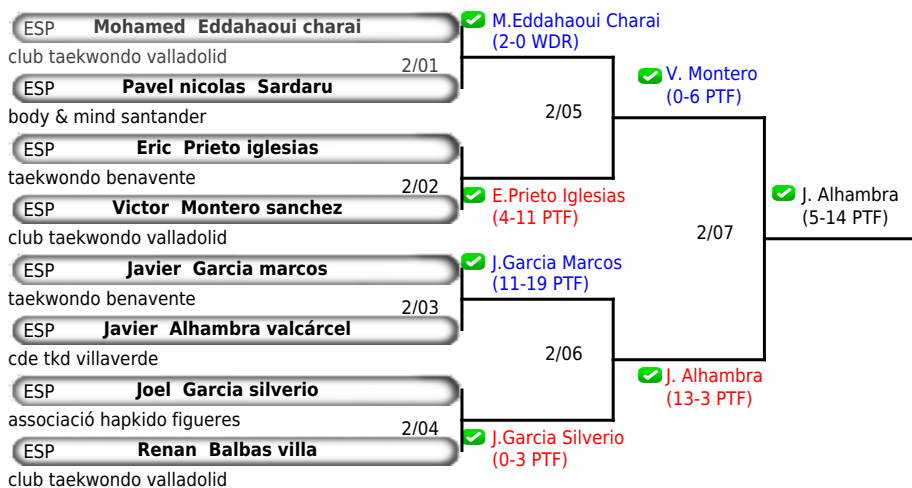 ESP Mohamed Eddahaoui charai
club taekwondo valladolid
2/01
ESP Pavel nicolas Sardaru
body & mind santander
ESP Eric Prieto iglesias
taekwondo benavente
2/02
ESP Victor Montero sanchez
club taekwondo valladolid
ESP Javier Garcia marcos
taekwondo benavente
2/03
ESP Javier Alhambra valcárcel
cde tkd villaverde
ESP Joel Garcia silverio
associació hapkido figueres
2/04
ESP Renan Balbas villa
club taekwondo valladolid
M.Eddahaoui Charai
(2-0 WDR)
2/05
E.Prieto Iglesias
(4-11 PTF)
J.Garcia Marcos
(11-19 PTF)
2/06
J.Garcia Silverio
(0-3 PTF)
V. Montero
(0-6 PTF)
2/07
J. Alhambra
(13-3 PTF)
J. Alhambra
(5-14 PTF)